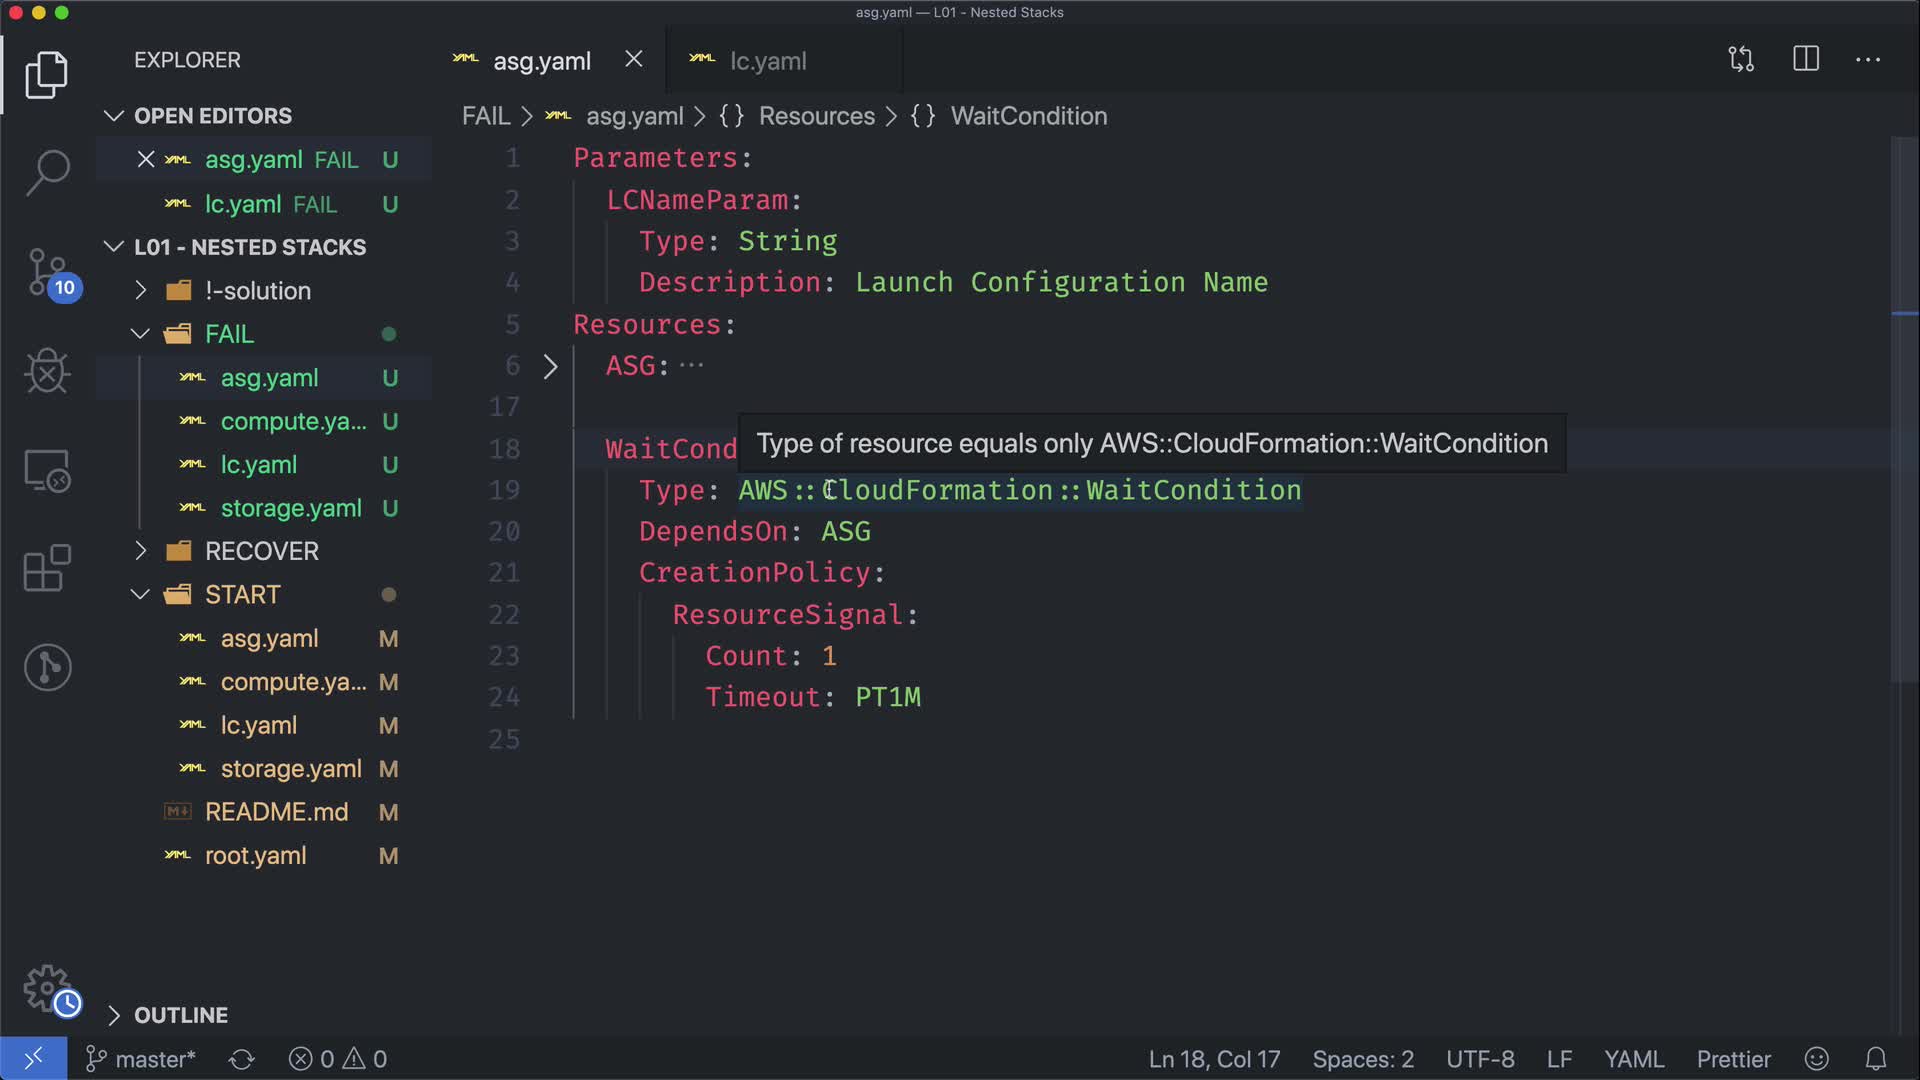 asg.yaml — L01 - Nested Stacks
EXPLORER
OPEN EDITORS
asg.yaml FAIL U
lc.yaml FAIL U
L01 - NESTED STACKS
!-solution
FAIL
asg.yaml U
compute.ya... U
lc.yaml U
storage.yaml U
RECOVER
START
asg.yaml M
compute.ya... M
lc.yaml M
storage.yaml M
README.md M
root.yaml M
OUTLINE
10
asg.yaml
lc.yaml
FAIL > asg.yaml > {} Resources > {} WaitCondition
1 Parameters:
2 LCNameParam:
3 Type: String
4 Description: Launch Configuration Name
5 Resources:
6 ASG: ...
17
18 WaitCond
Type of resource equals only AWS::CloudFormation::WaitCondition
19 Type: AWS::CloudFormation::WaitCondition
20 DependsOn: ASG
21 CreationPolicy:
22 ResourceSignal:
23 Count: 1
24 Timeout: PT1M
25
master* 0 0 Ln 18, Col 17 Spaces: 2 UTF-8 LF YAML Prettier